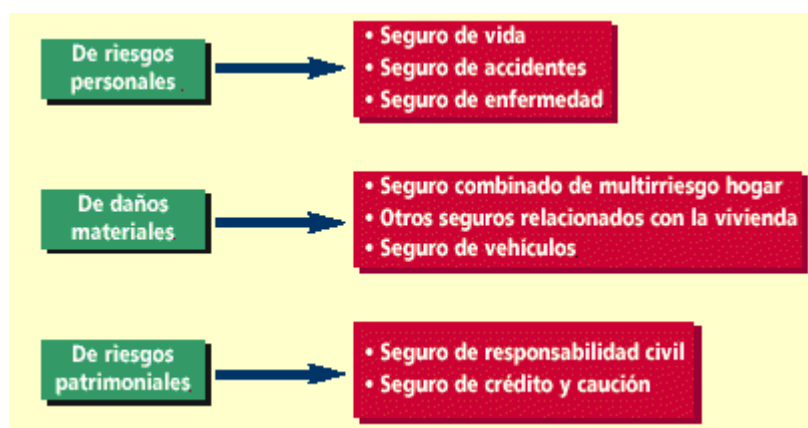 De riesgos
personales
• Seguro de vida
• Seguro de accidentes
• Seguro de enfermedad
De daños
materiales
• Seguro combinado de multirriesgo hogar
• Otros seguros relacionados con la vivienda
• Seguro de vehículos
De riesgos
patrimoniales
• Seguro de responsabilidad civil
• Seguro de crédito y caución